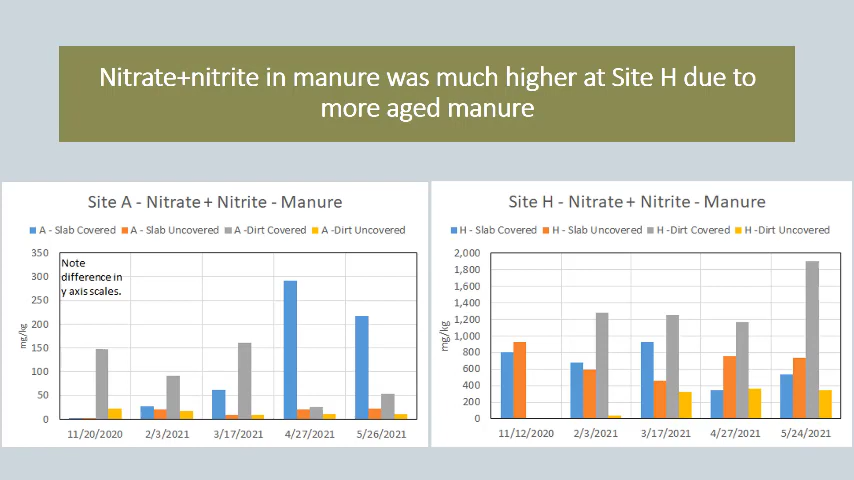 Nitrate+nitrite in manure was much higher at Site H due to
more aged manure
Site A - Nitrate + Nitrite - Manure
A - Slab Covered A - Slab Uncovered A -Dirt Covered A -Dirt Uncovered
350
300
250
200
150
100
50
0
mg/kg
Note
difference in
y axis scales.
11/20/2020 2/3/2021 3/17/2021 4/27/2021 5/26/2021
Site H - Nitrate + Nitrite - Manure
H - Slab Covered H - Slab Uncovered H -Dirt Covered H -Dirt Uncovered
2,000
1,800
1,600
1,400
1,200
1,000
800
600
400
200
0
mg/kg
11/12/2020 2/3/2021 3/17/2021 4/27/2021 5/24/2021